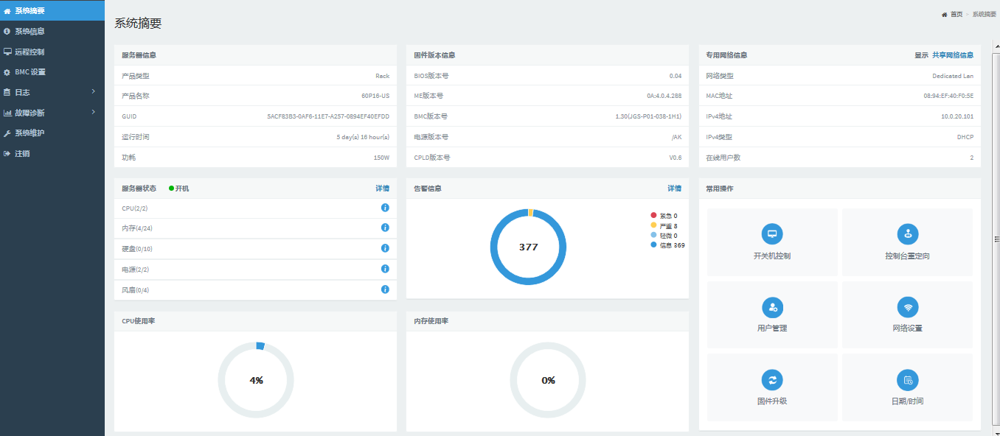 系统摘要
系统信息
远程控制
BMC 设置
日志
故障诊断
系统维护
注销
系统摘要
首页 > 系统摘要
服务器信息
产品类型 Rack
产品名称 60P16-US
GUID 5ACF83B3-0AF6-11E7-A257-0894EF40EFDD
运行时间 5 day(s) 16 hour(s)
功耗 150W
固件版本信息
BIOS版本号 0.04
ME版本号 0A:4.0.4.288
BMC版本号 1.30(JGS-P01-038-1H1)
电源版本号 /AK
CPLD版本号 V0.6
专用网络信息 显示 共享网络信息
网络类型 Dedicated Lan
MAC地址 08:94:EF:40:F0:5E
IPv4地址 10.0.20.101
IPv4类型 DHCP
在线用户数 2
服务器状态 开机 详情
CPU(2/2)
内存(4/24)
硬盘(0/10)
电源(2/2)
风扇(0/4)
告警信息 详情
377
紧急 0
严重 8
轻微 0
信息 369
常用操作
开关机控制
控制台重定向
用户管理
网络设置
固件升级
日期/时间
CPU使用率
4%
内存使用率
0%